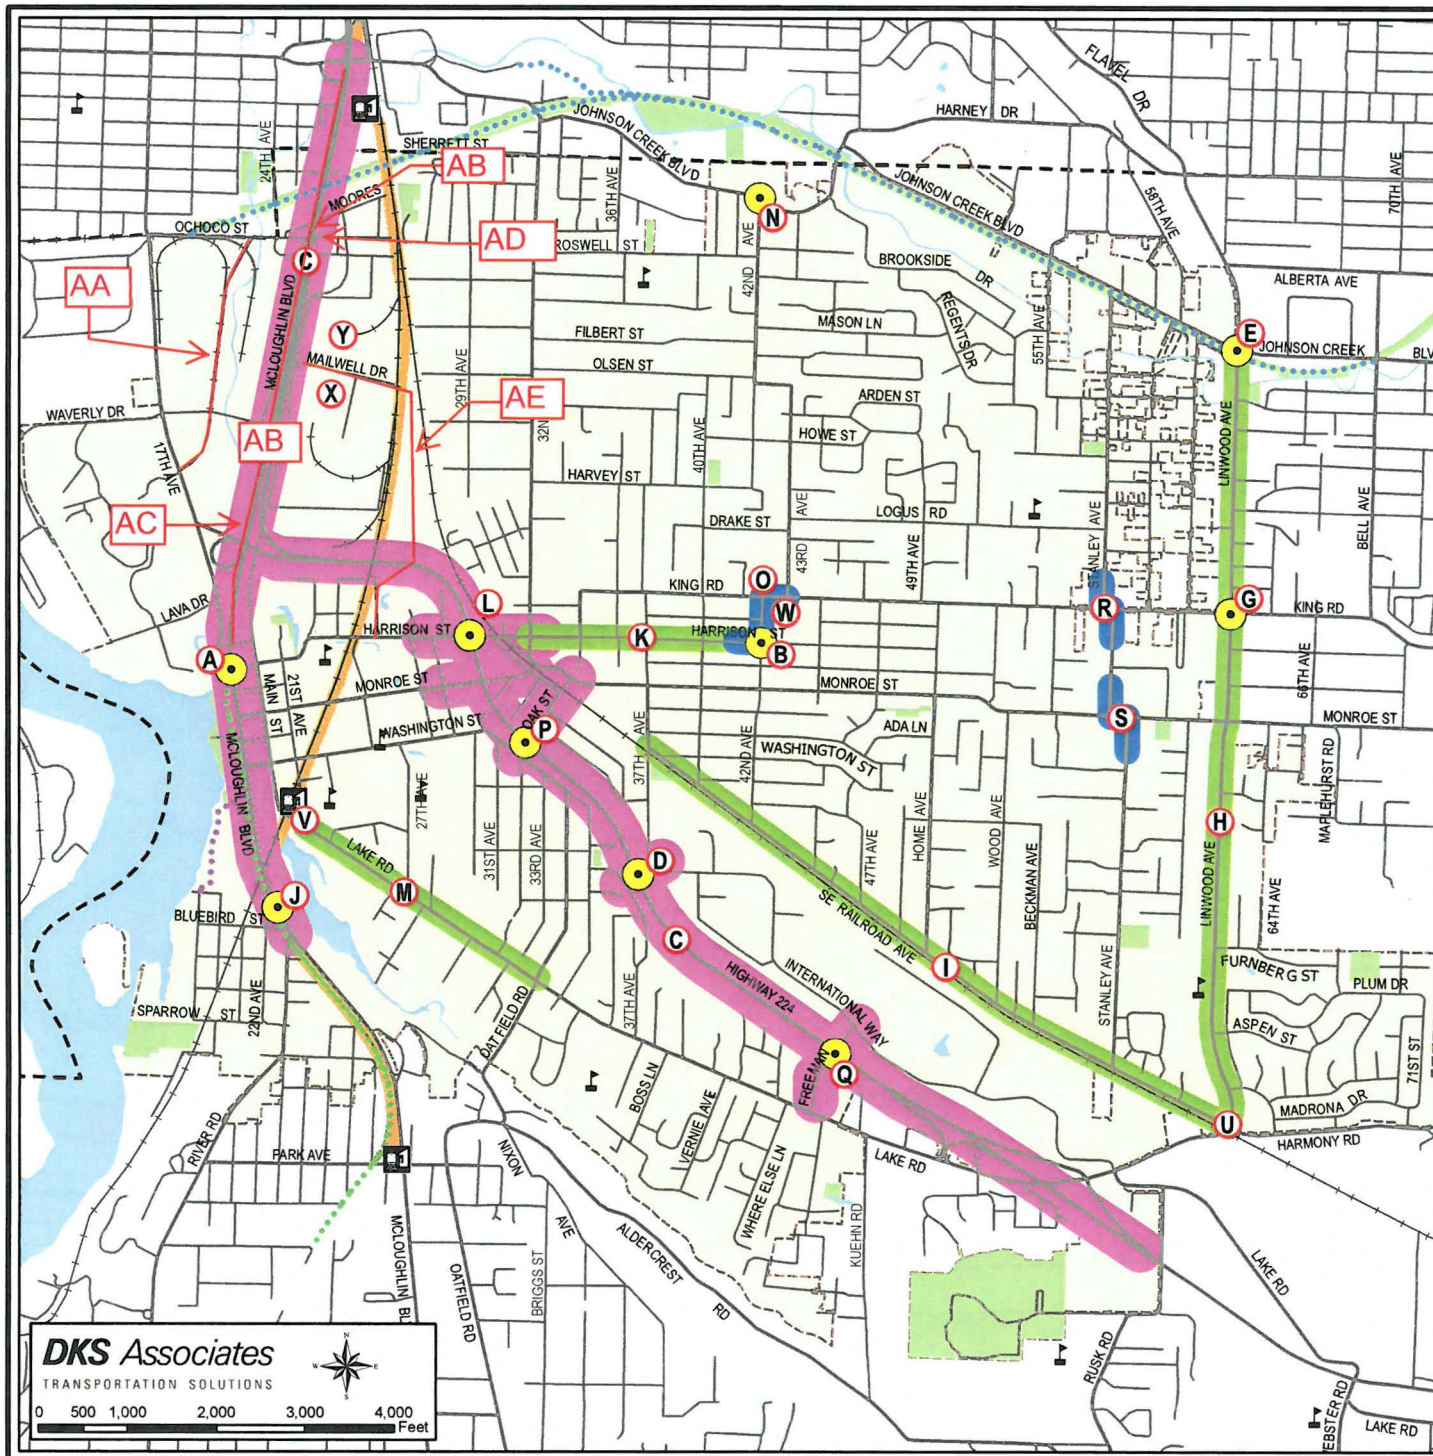 FLAVEL DR
HARNEY DR
JOHNSON CREEK BLVD
SHERRETT ST
24TH AVE
AB
MOORES
36TH AVE
JOHNSON CREEK BLVD
58TH AVE
70TH AVE
N
OCHOCO ST
AD
ROSWELL ST
42ND AVE
C
BROOKSIDE DR
ALBERTA AVE
AA
MCLOUGHLIN BLVD
REGENTS DR
55TH AVE
Y
FILBERT ST
MASON LN
E
JOHNSON CREEK
MAILWELL DR
29TH AVE
OLSEN ST
X
AE
ARDEN ST
WAVERLY DR
40TH AVE
HOWE ST
LINWOOD AVE
17TH AVE
AB
HARVEY ST
43RD AVE
STANLEY AVE
BELL AVE
AC
DRAKE ST
LOGUS RD
49TH AVE
O
KING RD
L
W
R
G
KING RD
LAVA DR
HARRISON ST
K
HARRISON ST
A
B
66TH AVE
MAIN ST
21ST AVE
MONROE ST
MONROE ST
OAK ST
P
S
MONROE ST
WASHINGTON ST
ADA LN
37TH AVE
42ND AVE
WASHINGTON ST
MAPLEHURST RD
MCLOUGHLIN BLVD
27TH AVE
HOME AVE
WOOD AVE
V
H
LAKE RD
31ST AVE
33RD AVE
D
47TH AVE
BECKMAN AVE
LINWOOD AVE
64TH AVE
M
J
BLUEBIRD ST
SE RAILROAD AVE
C
I
INTERNATIONAL WAY
FURNBERG ST
PLUM DR
HIGHWAY 224
37TH AVE
22ND AVE
SPARROW ST
OATFIELD RD
STANLEY AVE
ASPEN ST
71ST ST
FREEMAN
Q
BOSS LN
VERNIE AVE
MADRONA DR
U
HARMONY RD
RIVER RD
PARK AVE
NIXON AVE
LAKE RD
WHERE ELSE LN
KUEHN RD
ALDERCREST RD
OATFIELD RD
BRIGGS ST
LAKE RD
DKS Associates
TRANSPORTATION SOLUTIONS
N
W E
S
RUSK RD
0 500 1,000 2,000 3,000 4,000
Feet
LAKE RD